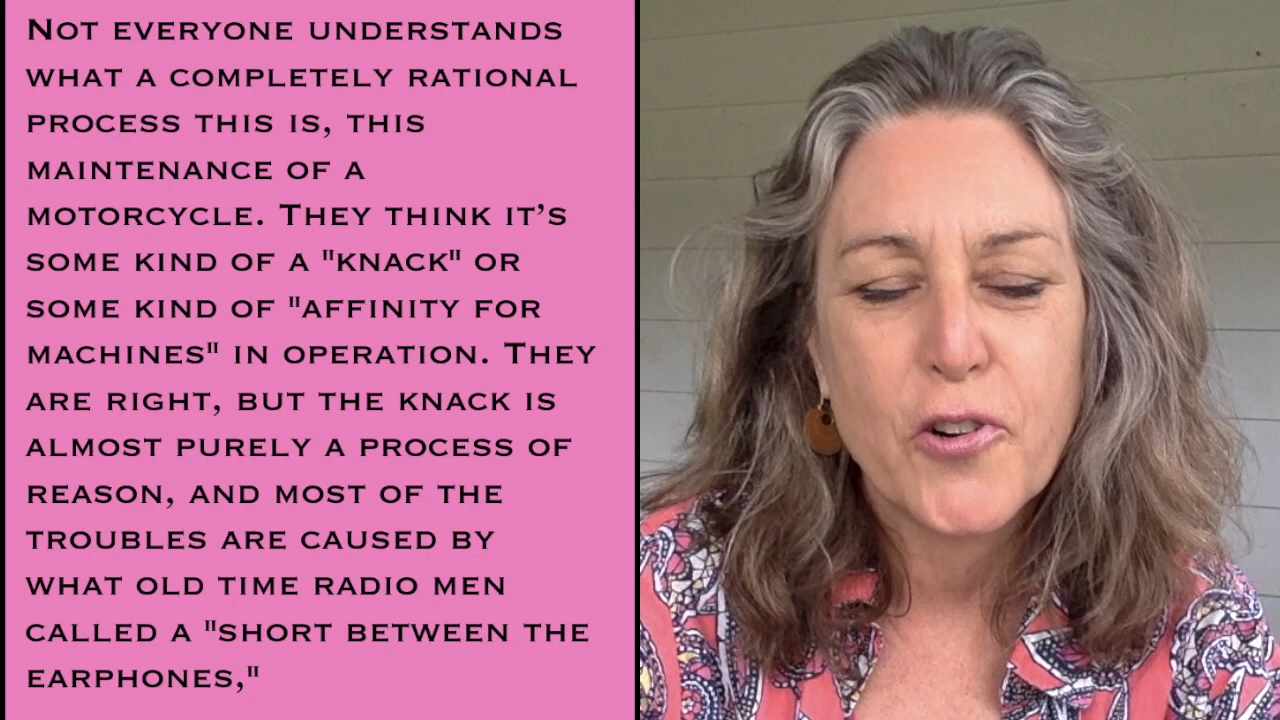 Not everyone understands
what a completely rational
process this is, this
maintenance of a
motorcycle. They think it’s
some kind of a "knack" or
some kind of "affinity for
machines" in operation. They
are right, but the knack is
almost purely a process of
reason, and most of the
troubles are caused by
what old time radio men
called a "short between the
earphones,"